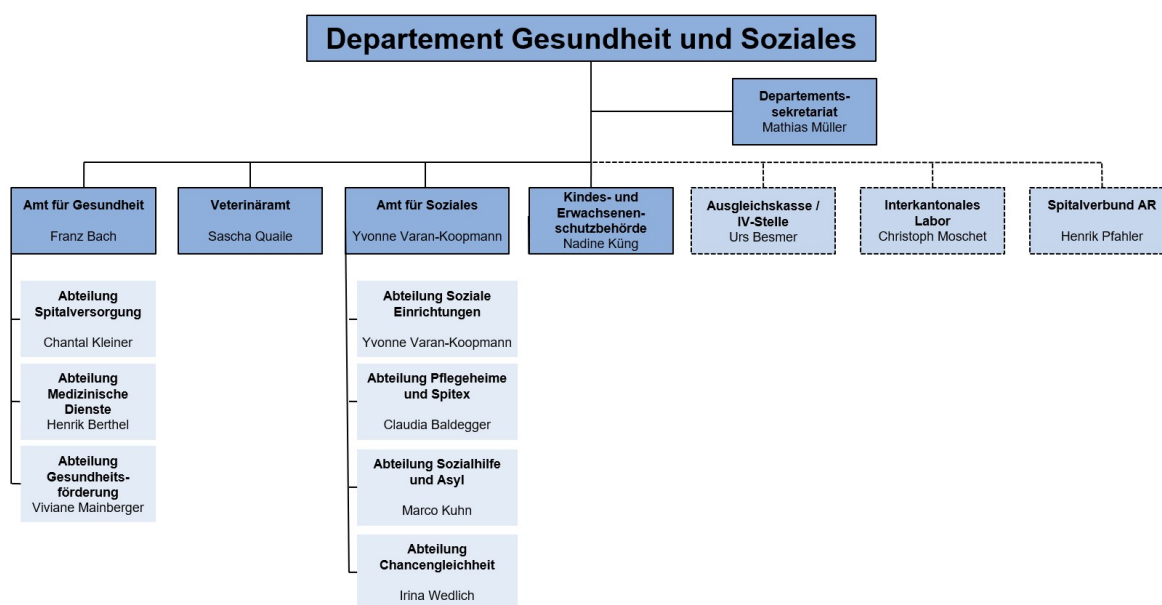 Departement Gesundheit und Soziales
Departements-
sekretariat
Mathias Müller
Amt für Gesundheit
Franz Bach
Veterinäramt
Sascha Quaile
Amt für Soziales
Yvonne Varan-Koopmann
Kindes- und
Erwachsenen-
schutzbehörde
Nadine Küng
Ausgleichskasse /
IV-Stelle
Urs Besmer
Interkantonales
Labor
Christoph Moschet
Spitalverbund AR
Henrik Pfahler
Abteilung
Spitalversorgung
Chantal Kleiner
Abteilung
Medizinische
Dienste
Henrik Berthel
Abteilung
Gesundheits-
förderung
Viviane Mainberger
Abteilung Soziale
Einrichtungen
Yvonne Varan-Koopmann
Abteilung Pflegeheime
und Spitex
Claudia Baldegger
Abteilung Sozialhilfe
und Asyl
Marco Kuhn
Abteilung
Chancengleichheit
Irina Wedlich